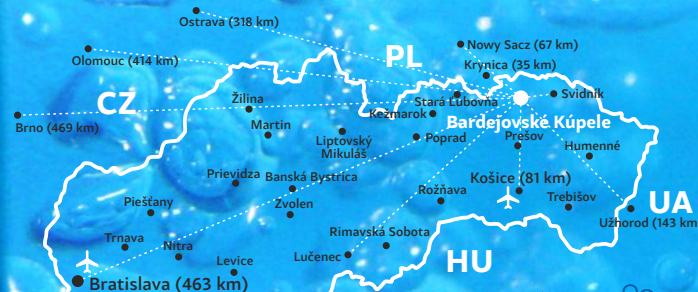 Ostrava (318 km)
PL
Nowy Sacz (67 km)
Olomouc (414 km)
Krynica (35 km)
CZ
Žilina
Stará Ľubovňa
Svidník
Brno (469 km)
Martin
Kežmarok
Bardejovské Kúpele
Liptovský
Mikuláš
Poprad
Prešov
Humenné
Prievidza
Banská Bystrica
Košice (81 km)
Piešťany
Zvolen
Rožňava
Trebišov
UA
Užhorod (143 km
Trnava
Nitra
Rimavská Sobota
Levice
Lučenec
HU
Bratislava (463 km)